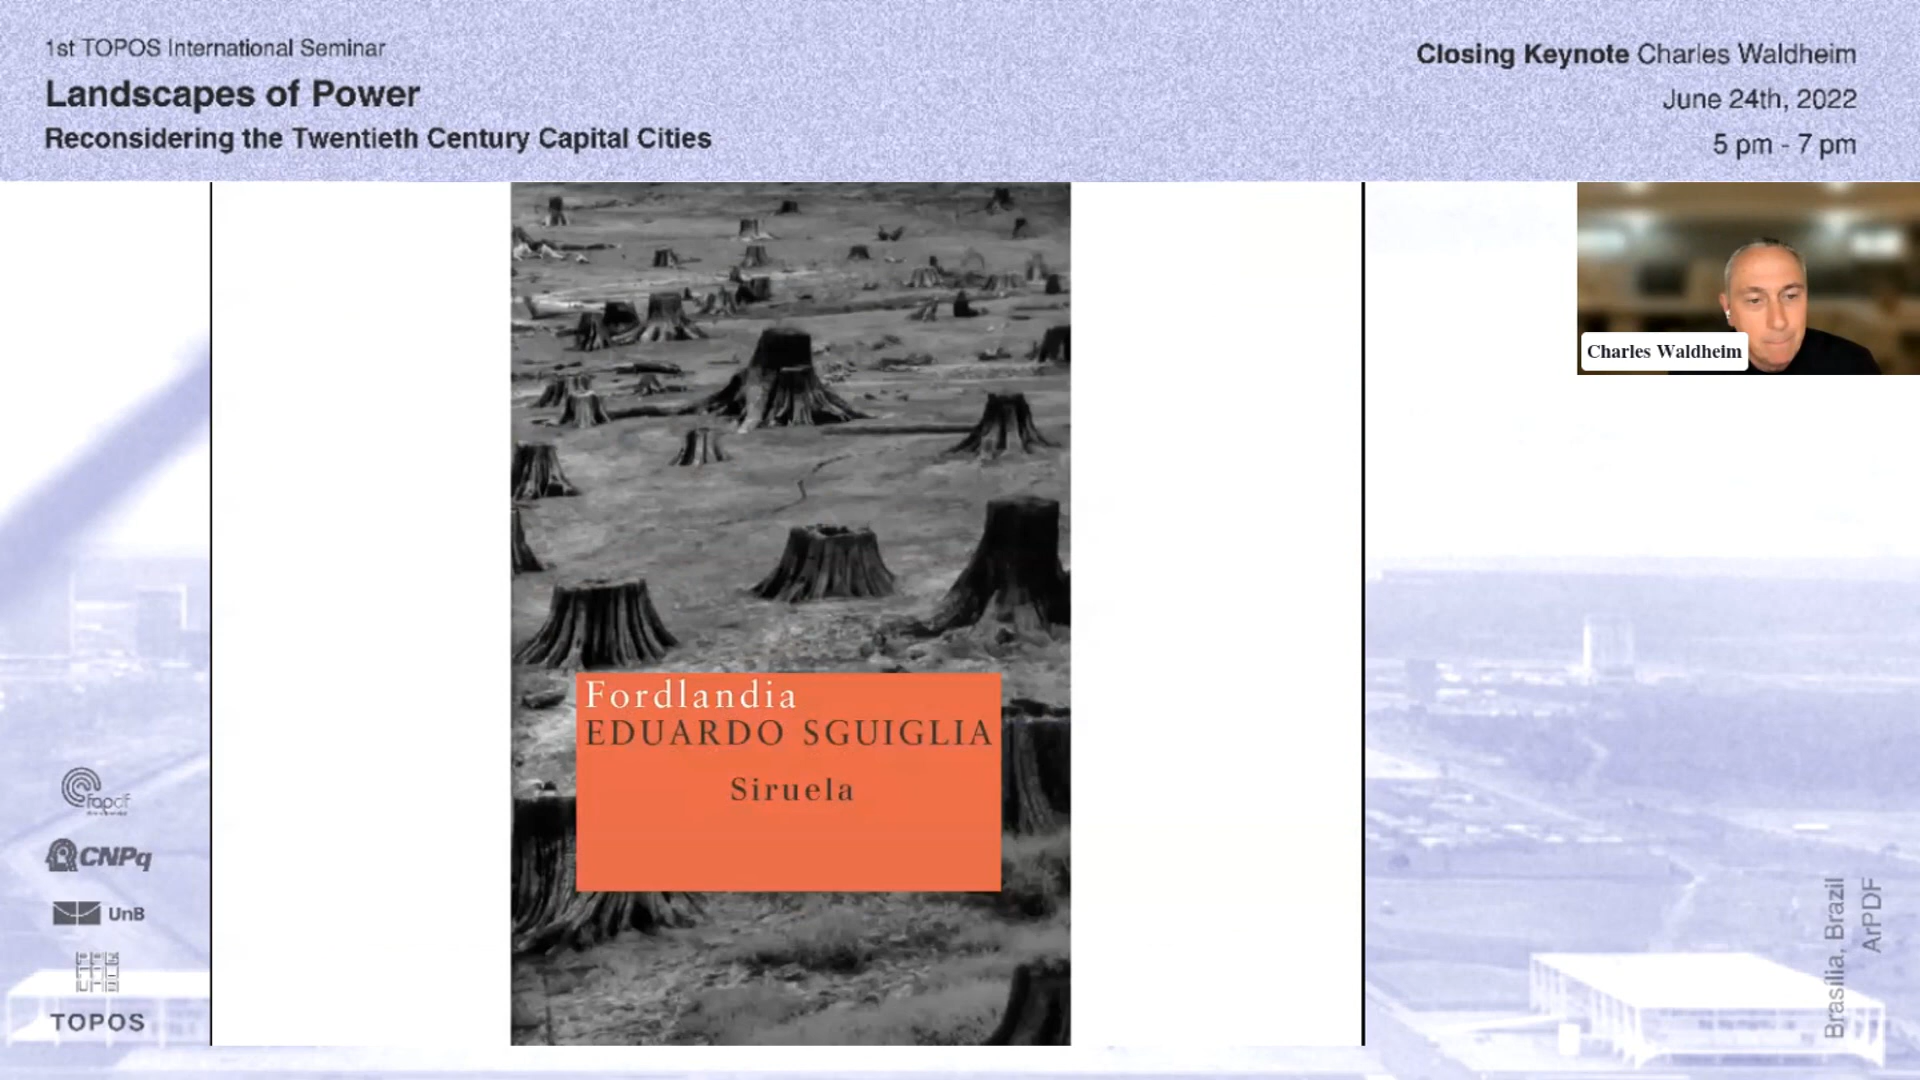 1st TOPOS International Seminar
Landscapes of Power
Reconsidering the Twentieth Century Capital Cities
Closing Keynote Charles Waldheim
June 24th, 2022
5 pm - 7 pm
Charles Waldheim
Fordlandia
EDUARDO SGUIGLIA
Siruela
fapdf
CNPq
UnB
TOPOS
Brasília, Brazil
ArPDF